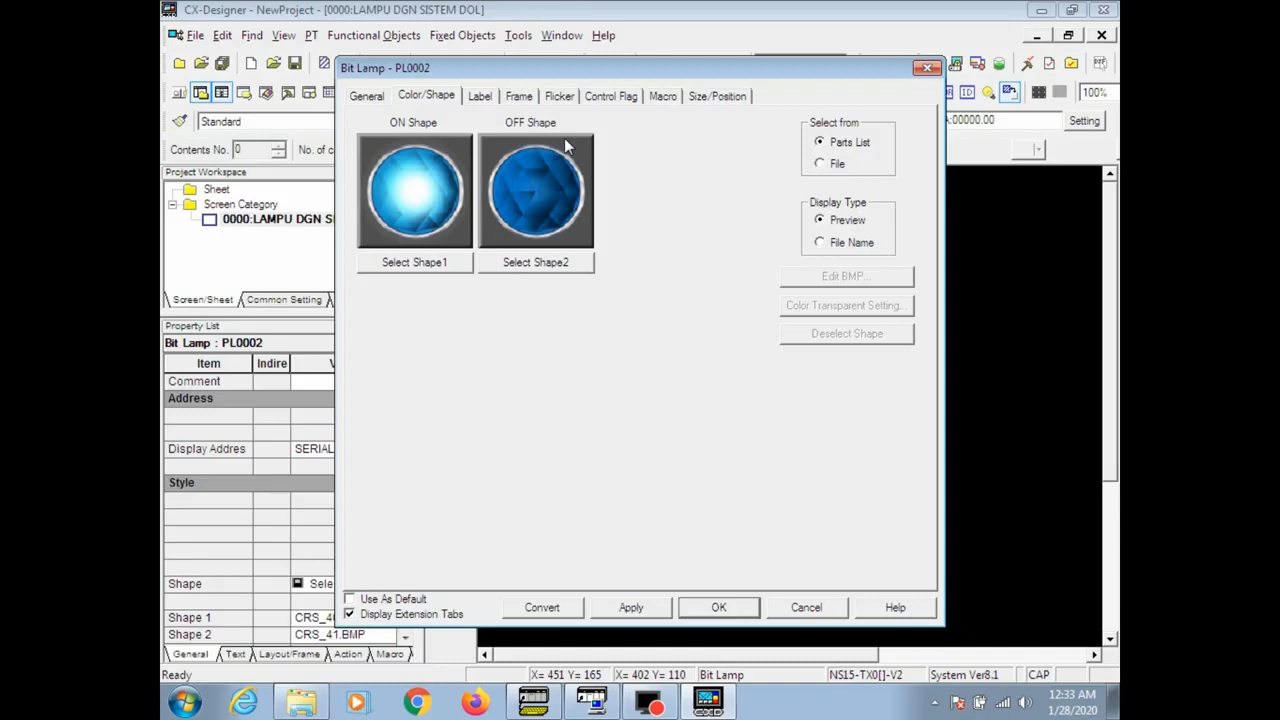 CX-Designer - NewProject - [0000:LAMPU DGN SISTEM DOL]
File Edit Find View PT Functional Objects Fixed Objects Tools Window Help
100%
Standard
:00000.00 Setting
Contents No. 0 No. of c
Project Workspace
Sheet
Screen Category
0000:LAMPU DGN SI
Screen/Sheet Common Setting
Property List
Bit Lamp : PL0002
Item Indire V
Comment
Address
Display Addres SERIAL
Style
Shape Sele
Shape 1 CRS_4
Shape 2 CRS_41.BMP
General Text Layout/Frame Action Macro
Bit Lamp - PL0002
General Color/Shape Label Frame Flicker Control Flag Macro Size/Position
ON Shape OFF Shape
Select Shape1 Select Shape2
Select from
Parts List
File
Display Type
Preview
File Name
Edit BMP...
Color Transparent Setting...
Deselect Shape
Use As Default
Display Extension Tabs
Convert Apply OK Cancel Help
Ready X= 451 Y= 165 X= 402 Y= 110 Bit Lamp NS15-TX0[]-V2 System Ver8.1 CAP
12:33 AM
1/28/2020